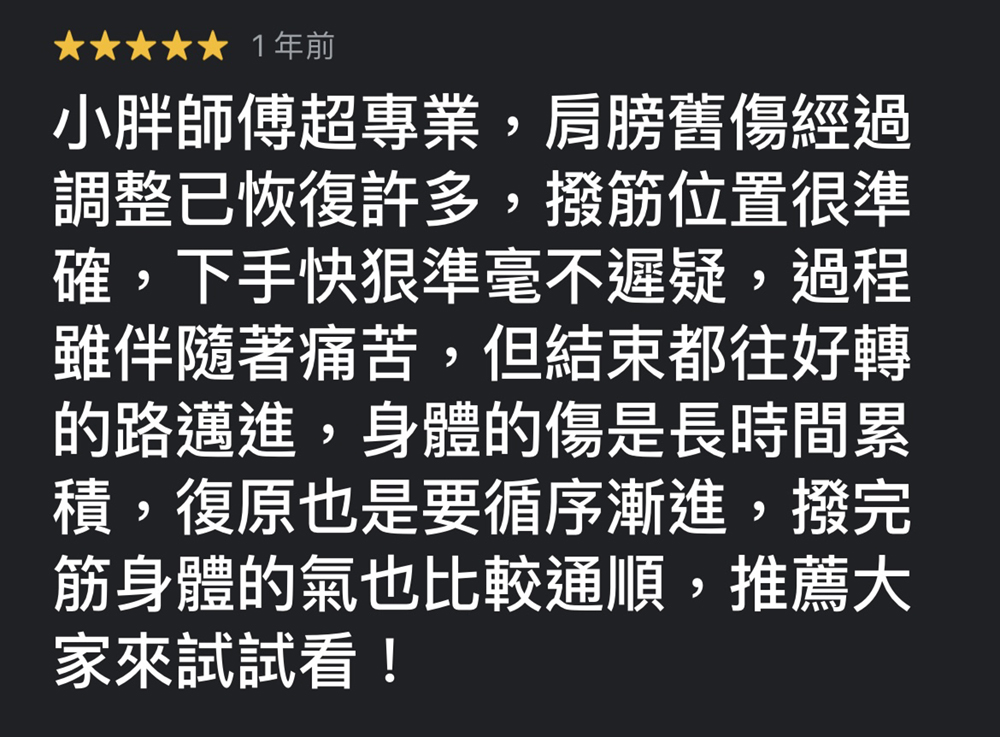 ★★★★★ 1 年前
小胖師傅超專業，肩膀舊傷經過
調整已恢復許多，撥筋位置很準
確，下手快狠準毫不遲疑，過程
雖伴隨著痛苦，但結束都往好轉
的路邁進，身體的傷是長時間累
積，復原也是要循序漸進，撥完
筋身體的氣也比較通順，推薦大
家來試試看！